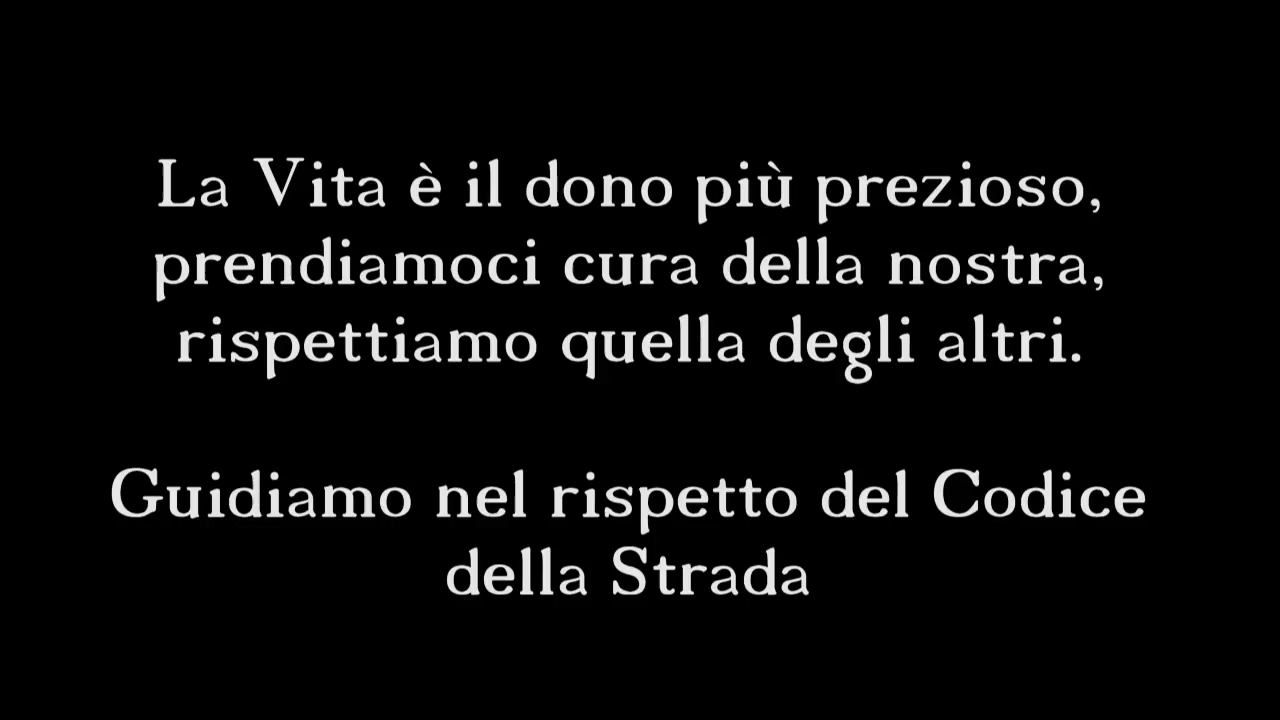 La Vita è il dono più prezioso,
prendiamoci cura della nostra,
rispettiamo quella degli altri.
Guidiamo nel rispetto del Codice
della Strada